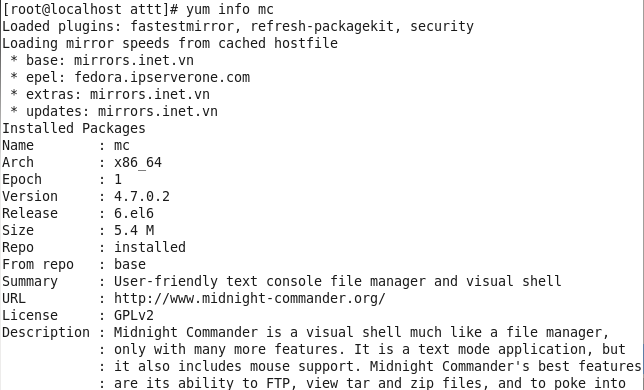 [root@localhost attt]# yum info mc
Loaded plugins: fastestmirror, refresh-packagekit, security
Loading mirror speeds from cached hostfile
 * base: mirrors.inet.vn
 * epel: fedora.ipserverone.com
 * extras: mirrors.inet.vn
 * updates: mirrors.inet.vn
Installed Packages
Name        : mc
Arch        : x86_64
Epoch       : 1
Version     : 4.7.0.2
Release     : 6.el6
Size        : 5.4 M
Repo        : installed
From repo   : base
Summary     : User-friendly text console file manager and visual shell
URL         : http://www.midnight-commander.org/
License     : GPLv2
Description : Midnight Commander is a visual shell much like a file manager,
            : only with many more features. It is a text mode application, but
            : it also includes mouse support. Midnight Commander's best features
            : are its ability to FTP, view tar and zip files, and to poke into